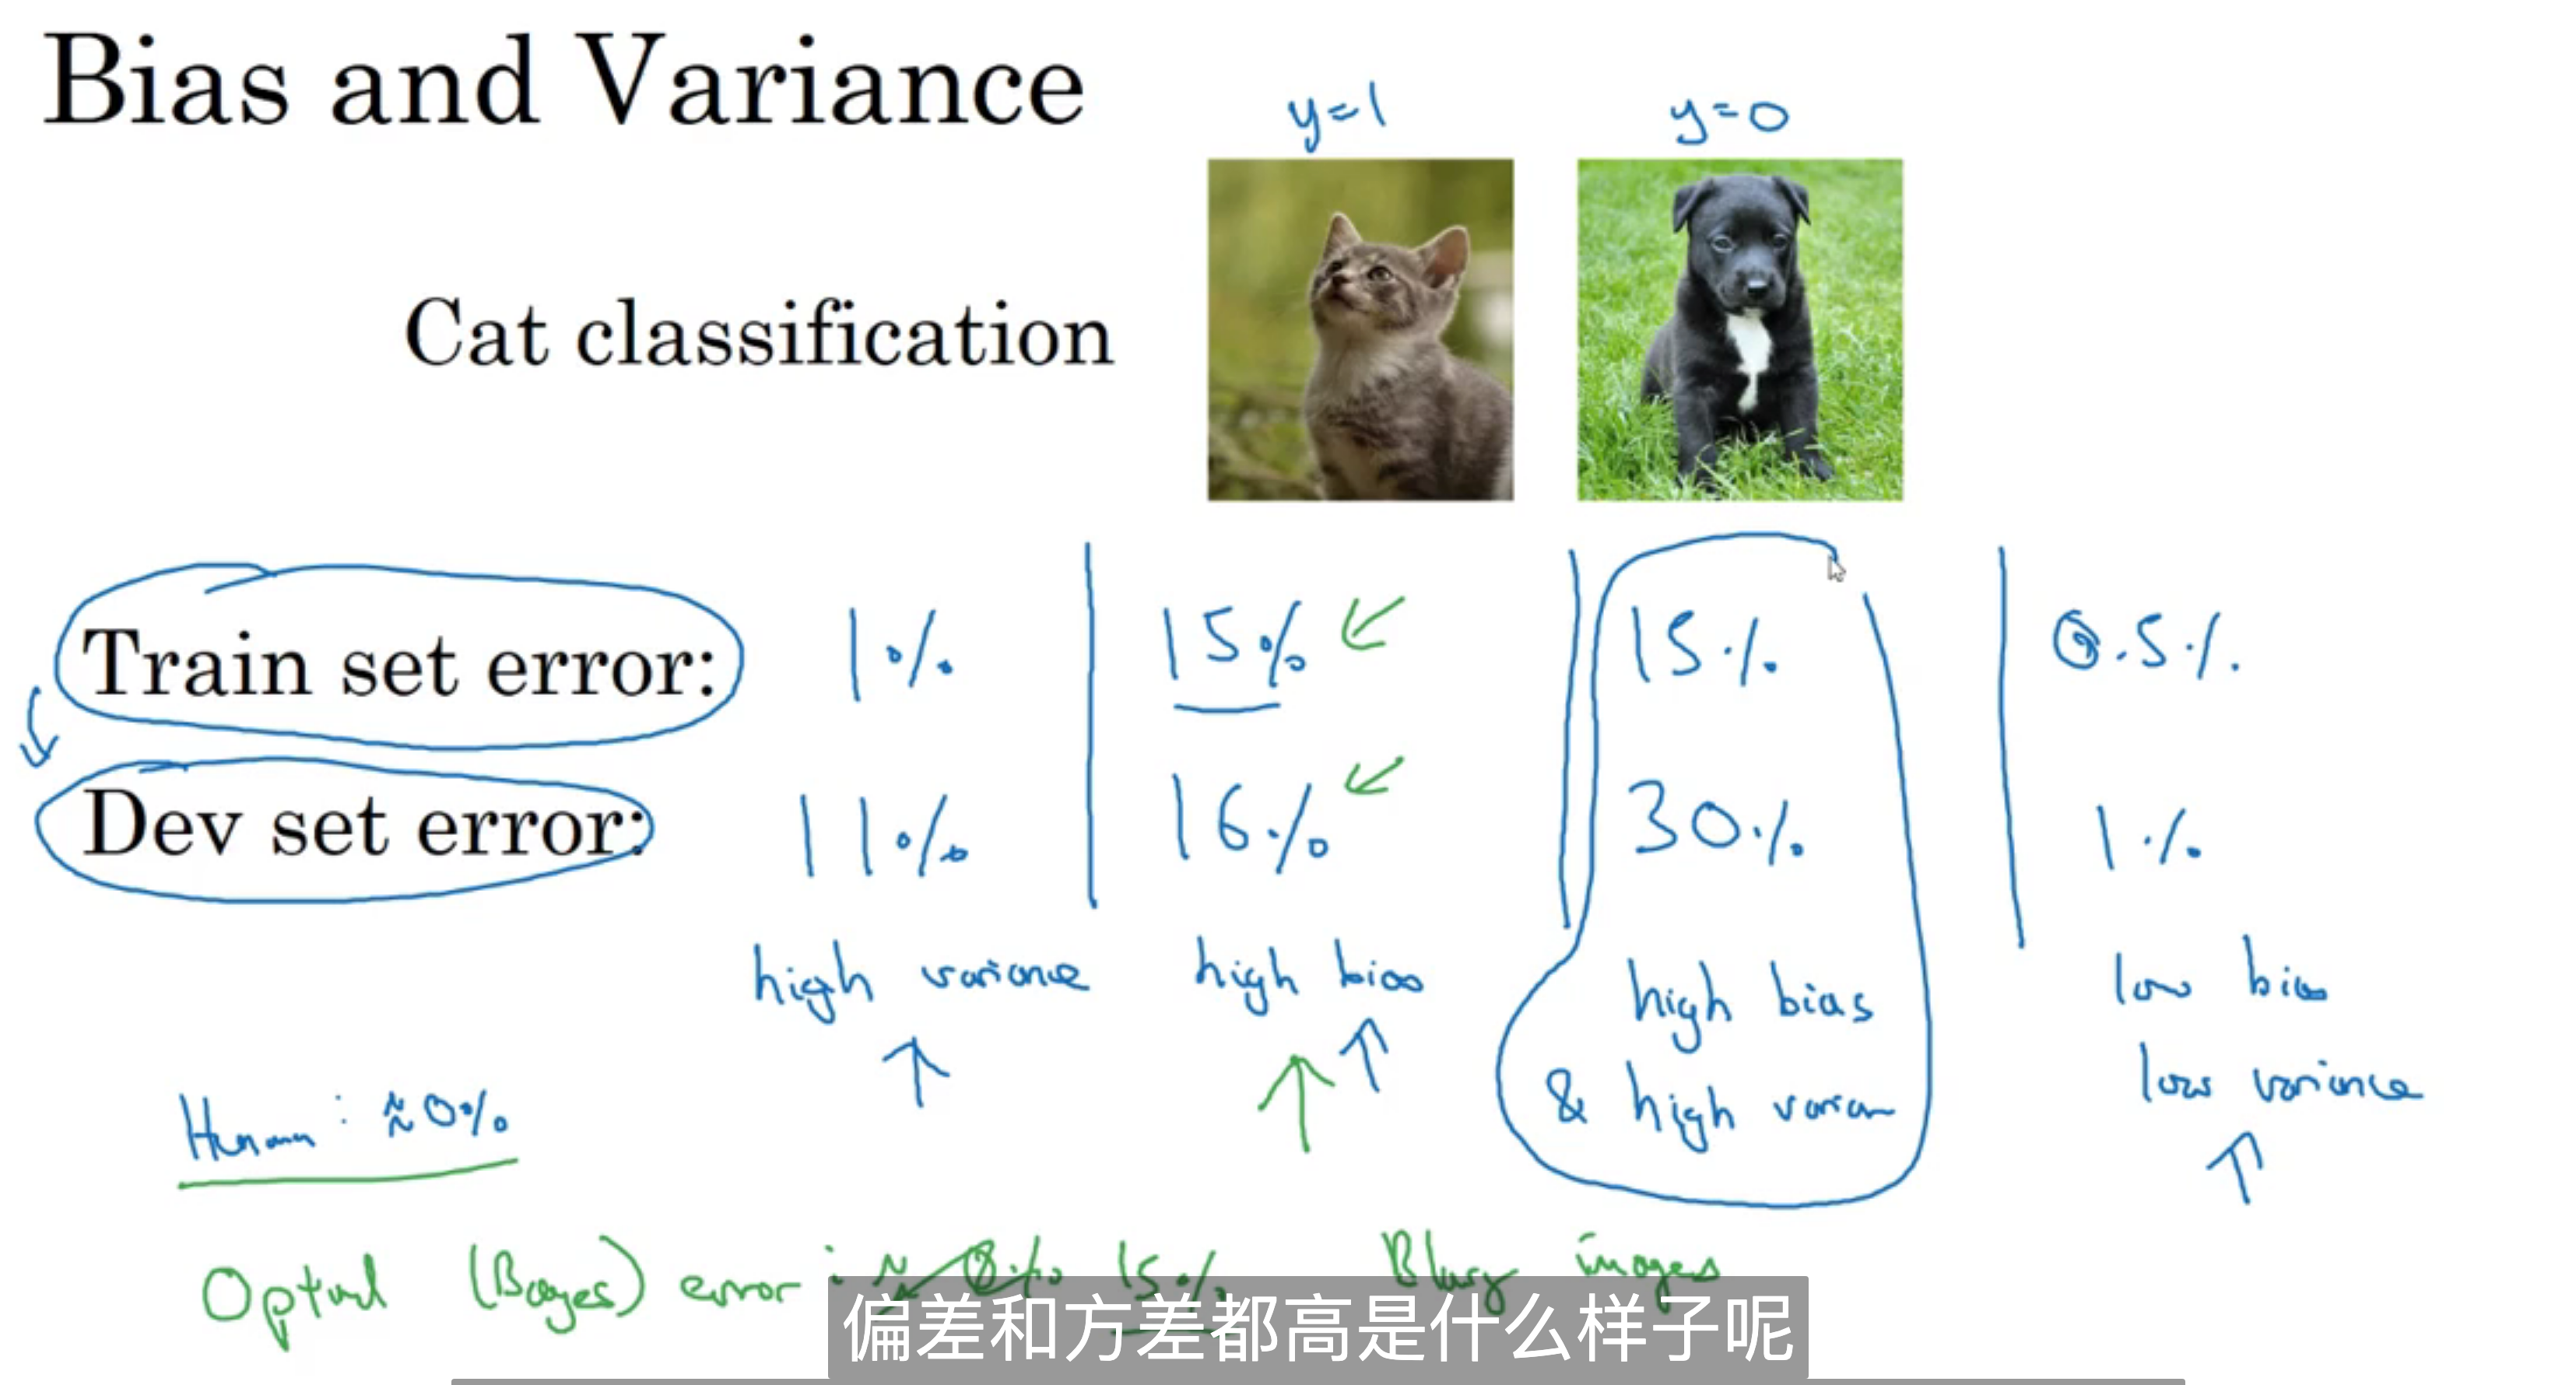 Bias and Variance
y=1 y=0
Cat classification
Train set error: 1% 15% 15% 0.5%
Dev set error: 11% 16% 30% 1%
high variance high bias high bias & high varian low bias low variance
Human: ≈0%
Optimal (Bayes) error: ≈ 0% 15% Blury images
偏差和方差都高是什么样子呢